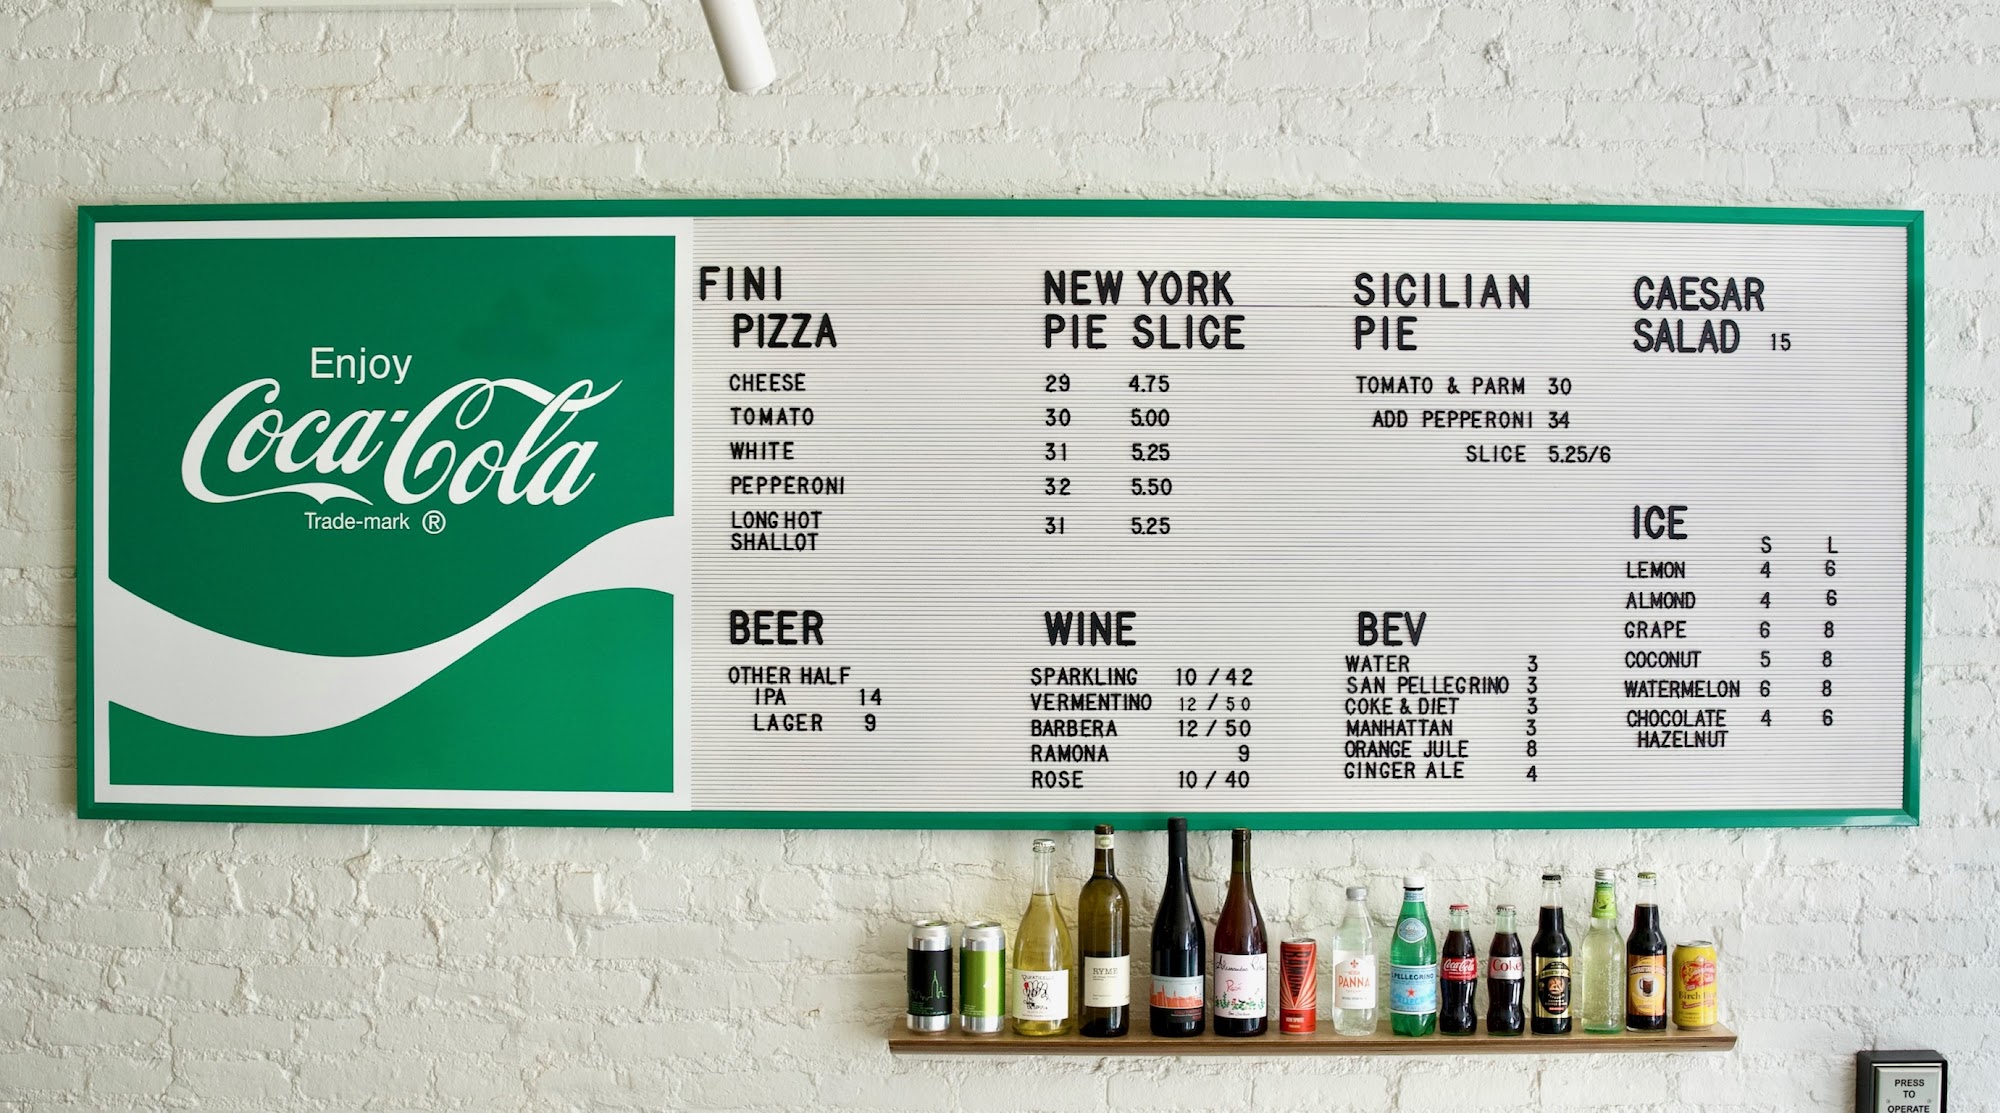 Enjoy
Coca-Cola
Trade-mark ®
FINI
PIZZA
NEW YORK
PIE SLICE
CHEESE 29 4.75
TOMATO 30 5.00
WHITE 31 5.25
PEPPERONI 32 5.50
LONG HOT 31 5.25
SHALLOT
SICILIAN
PIE
TOMATO & PARM 30
ADD PEPPERONI 34
SLICE 5.25/6
CAESAR
SALAD 15
BEER
OTHER HALF
IPA 14
LAGER 9
WINE
SPARKLING 10 / 42
VERMENTINO 12 / 50
BARBERA 12 / 50
RAMONA 9
ROSE 10 / 40
BEV
WATER 3
SAN PELLEGRINO 3
COKE & DIET 3
MANHATTAN 3
ORANGE JULE 8
GINGER ALE 4
ICE
S L
LEMON 4 6
ALMOND 4 6
GRAPE 6 8
COCONUT 5 8
WATERMELON 6 8
CHOCOLATE 4 6
HAZELNUT
RYME
PANNA
S.PELLEGRINO
Coca-Cola
Coke
PRESS
TO
OPERATE